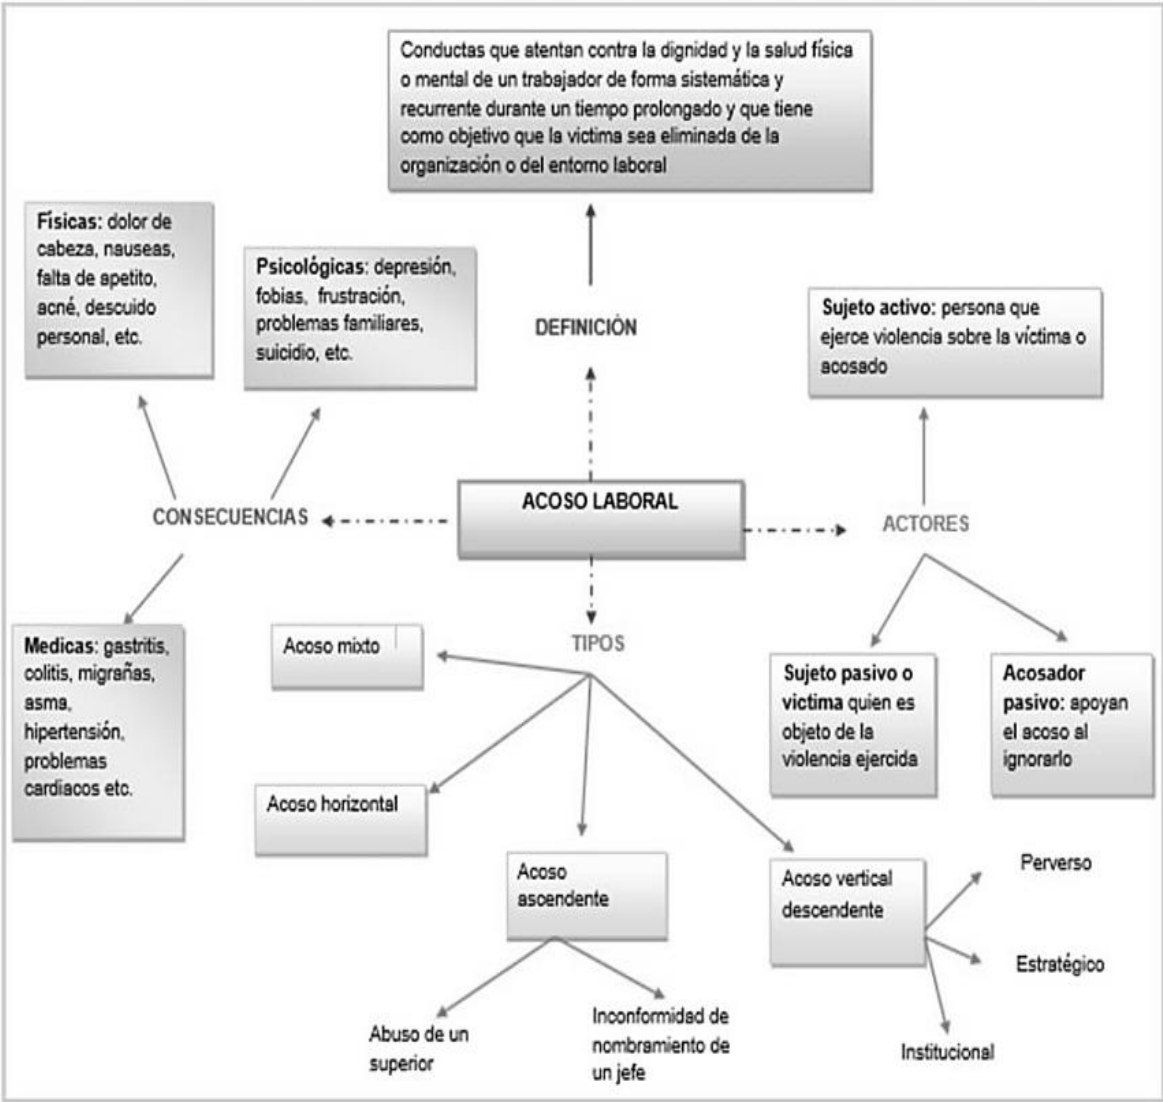 Conductas que atentan contra la dignidad y la salud física
o mental de un trabajador de forma sistemática y
recurrente durante un tiempo prolongado y que tiene
como objetivo que la victima sea eliminada de la
organización o del entorno laboral
Físicas: dolor de
cabeza, nauseas,
falta de apetito,
acné, descuido
personal, etc.
Psicológicas: depresión,
fobias, frustración,
problemas familiares,
suicidio, etc.
DEFINICIÓN
Sujeto activo: persona que
ejerce violencia sobre la víctima o
acosado
ACOSO LABORAL
CONSECUENCIAS
ACTORES
Medicas: gastritis,
colitis, migrañas,
asma,
hipertensión,
problemas
cardiacos etc.
TIPOS
Acoso mixto
Sujeto pasivo o
victima quien es
objeto de la
violencia ejercida
Acosador
pasivo: apoyan
el acoso al
ignorarlo
Acoso horizontal
Acoso
ascendente
Acoso vertical
descendente
Perverso
Estratégico
Institucional
Abuso de un
superior
Inconformidad de
nombramiento de
un jefe